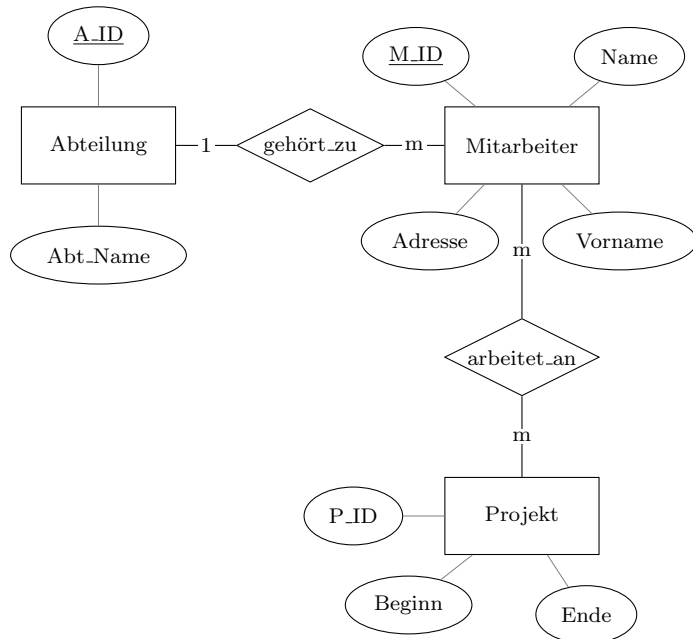 A_ID
M_ID
Name
Abteilung
1
gehört_zu
m
Mitarbeiter
Abt_Name
Adresse
m
Vorname
arbeitet_an
m
P_ID
Projekt
Beginn
Ende